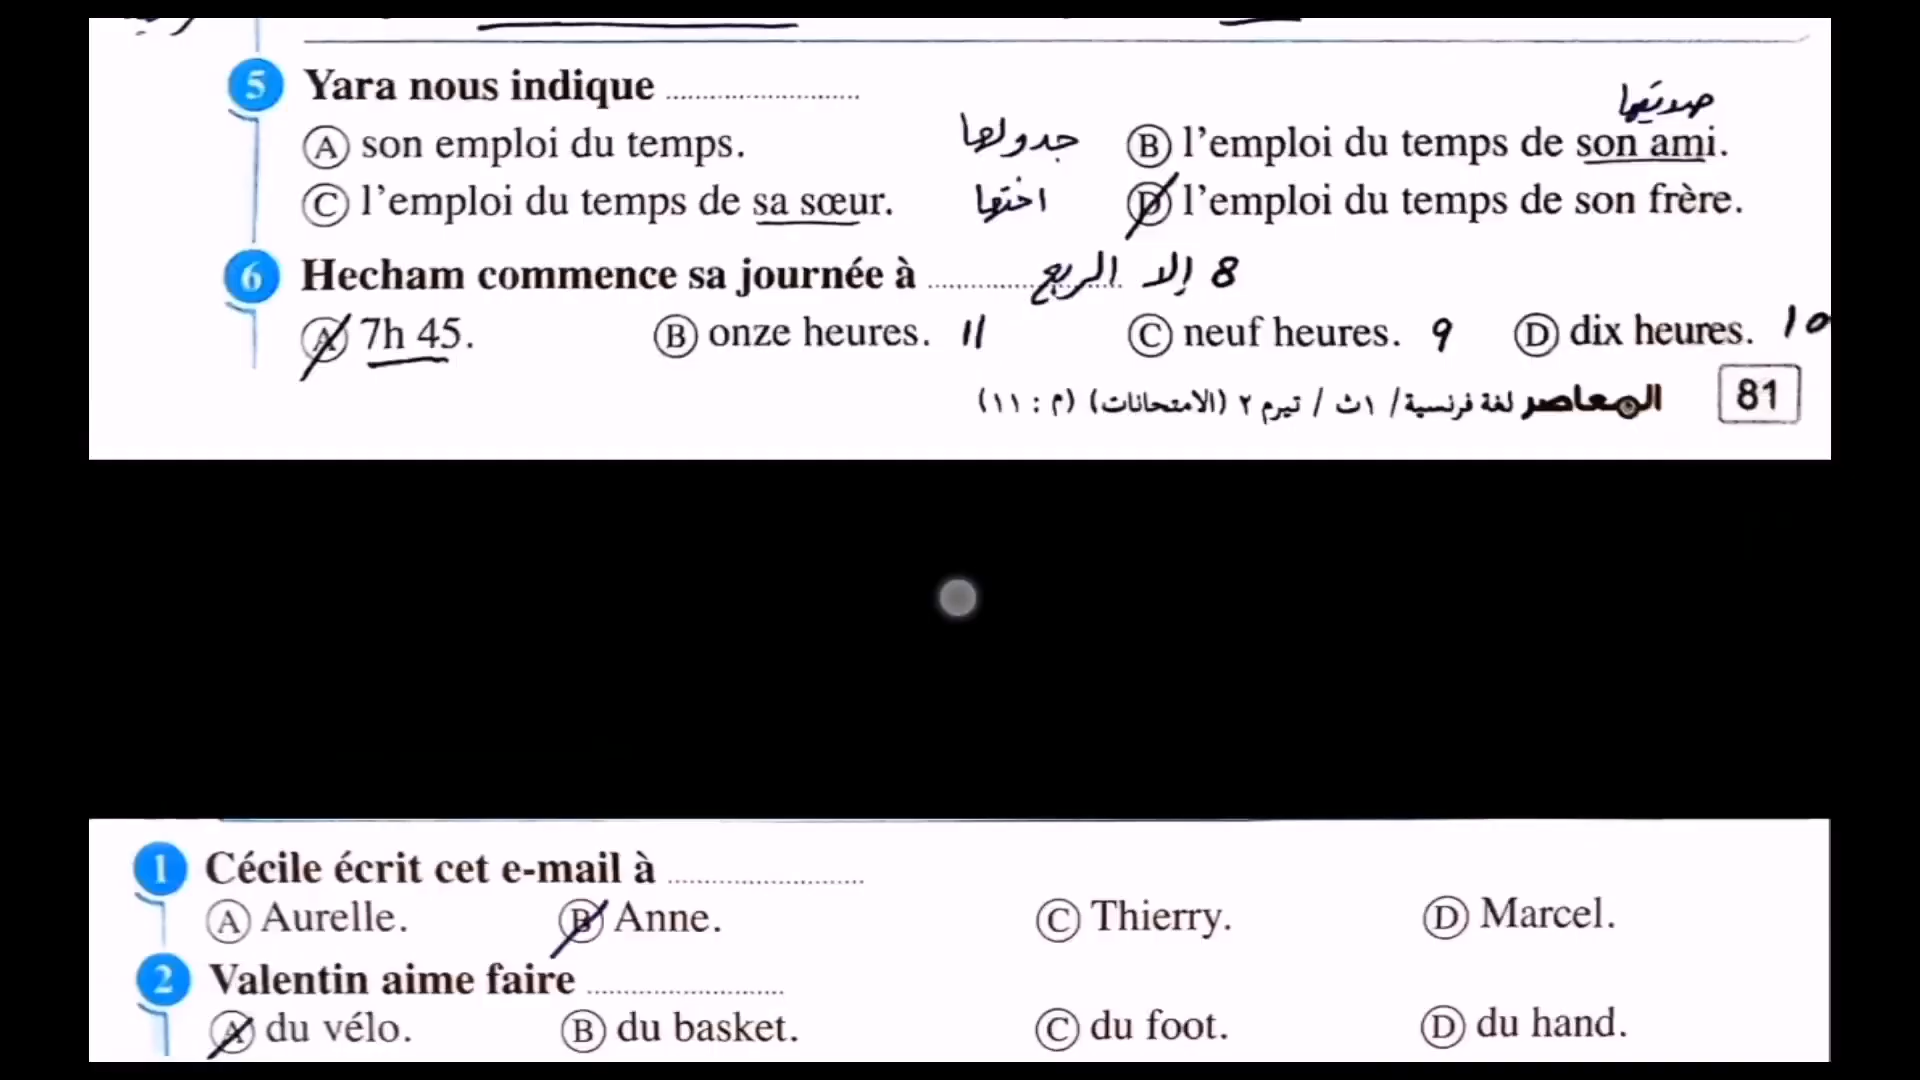 5 Yara nous indique ........................
صديقها
A son emploi du temps. جدولها B l'emploi du temps de son ami.
C l'emploi du temps de sa sœur. اختها D l'emploi du temps de son frère.
6 Hecham commence sa journée à ........................ 8 إلا الربع
A 7h 45. B onze heures. 11 C neuf heures. 9 D dix heures. 10
المعاصر لغة فرنسية/ ١ث / تيرم ٢ (الامتحانات) (م : ١١) 81
1 Cécile écrit cet e-mail à ........................
A Aurelle. B Anne. C Thierry. D Marcel.
2 Valentin aime faire ........................
A du vélo. B du basket. C du foot. D du hand.